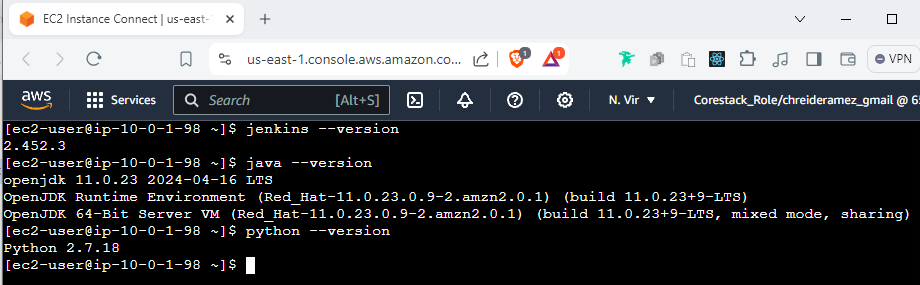 EC2 Instance Connect | us-east-
us-east-1.console.aws.amazon.co...
1
VPN
aws
Services
Search
[Alt+S]
N. Vir
Corestack_Role/chreideramez_gmail @ 6
[ec2-user@ip-10-0-1-98 ~]$ jenkins --version
2.452.3
[ec2-user@ip-10-0-1-98 ~]$ java --version
openjdk 11.0.23 2024-04-16 LTS
OpenJDK Runtime Environment (Red_Hat-11.0.23.0.9-2.amzn2.0.1) (build 11.0.23+9-LTS)
OpenJDK 64-Bit Server VM (Red_Hat-11.0.23.0.9-2.amzn2.0.1) (build 11.0.23+9-LTS, mixed mode, sharing)
[ec2-user@ip-10-0-1-98 ~]$ python --version
Python 2.7.18
[ec2-user@ip-10-0-1-98 ~]$